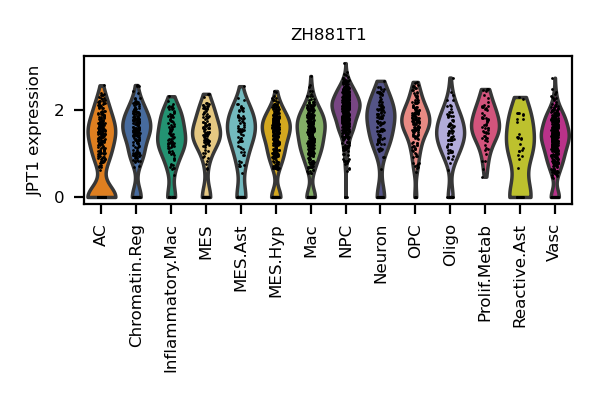 ZH881T1
JPT1 expression
2
0
AC
Chromatin.Reg
Inflammatory.Mac
MES
MES.Ast
MES.Hyp
Mac
NPC
Neuron
OPC
Oligo
Prolif.Metab
Reactive.Ast
Vasc